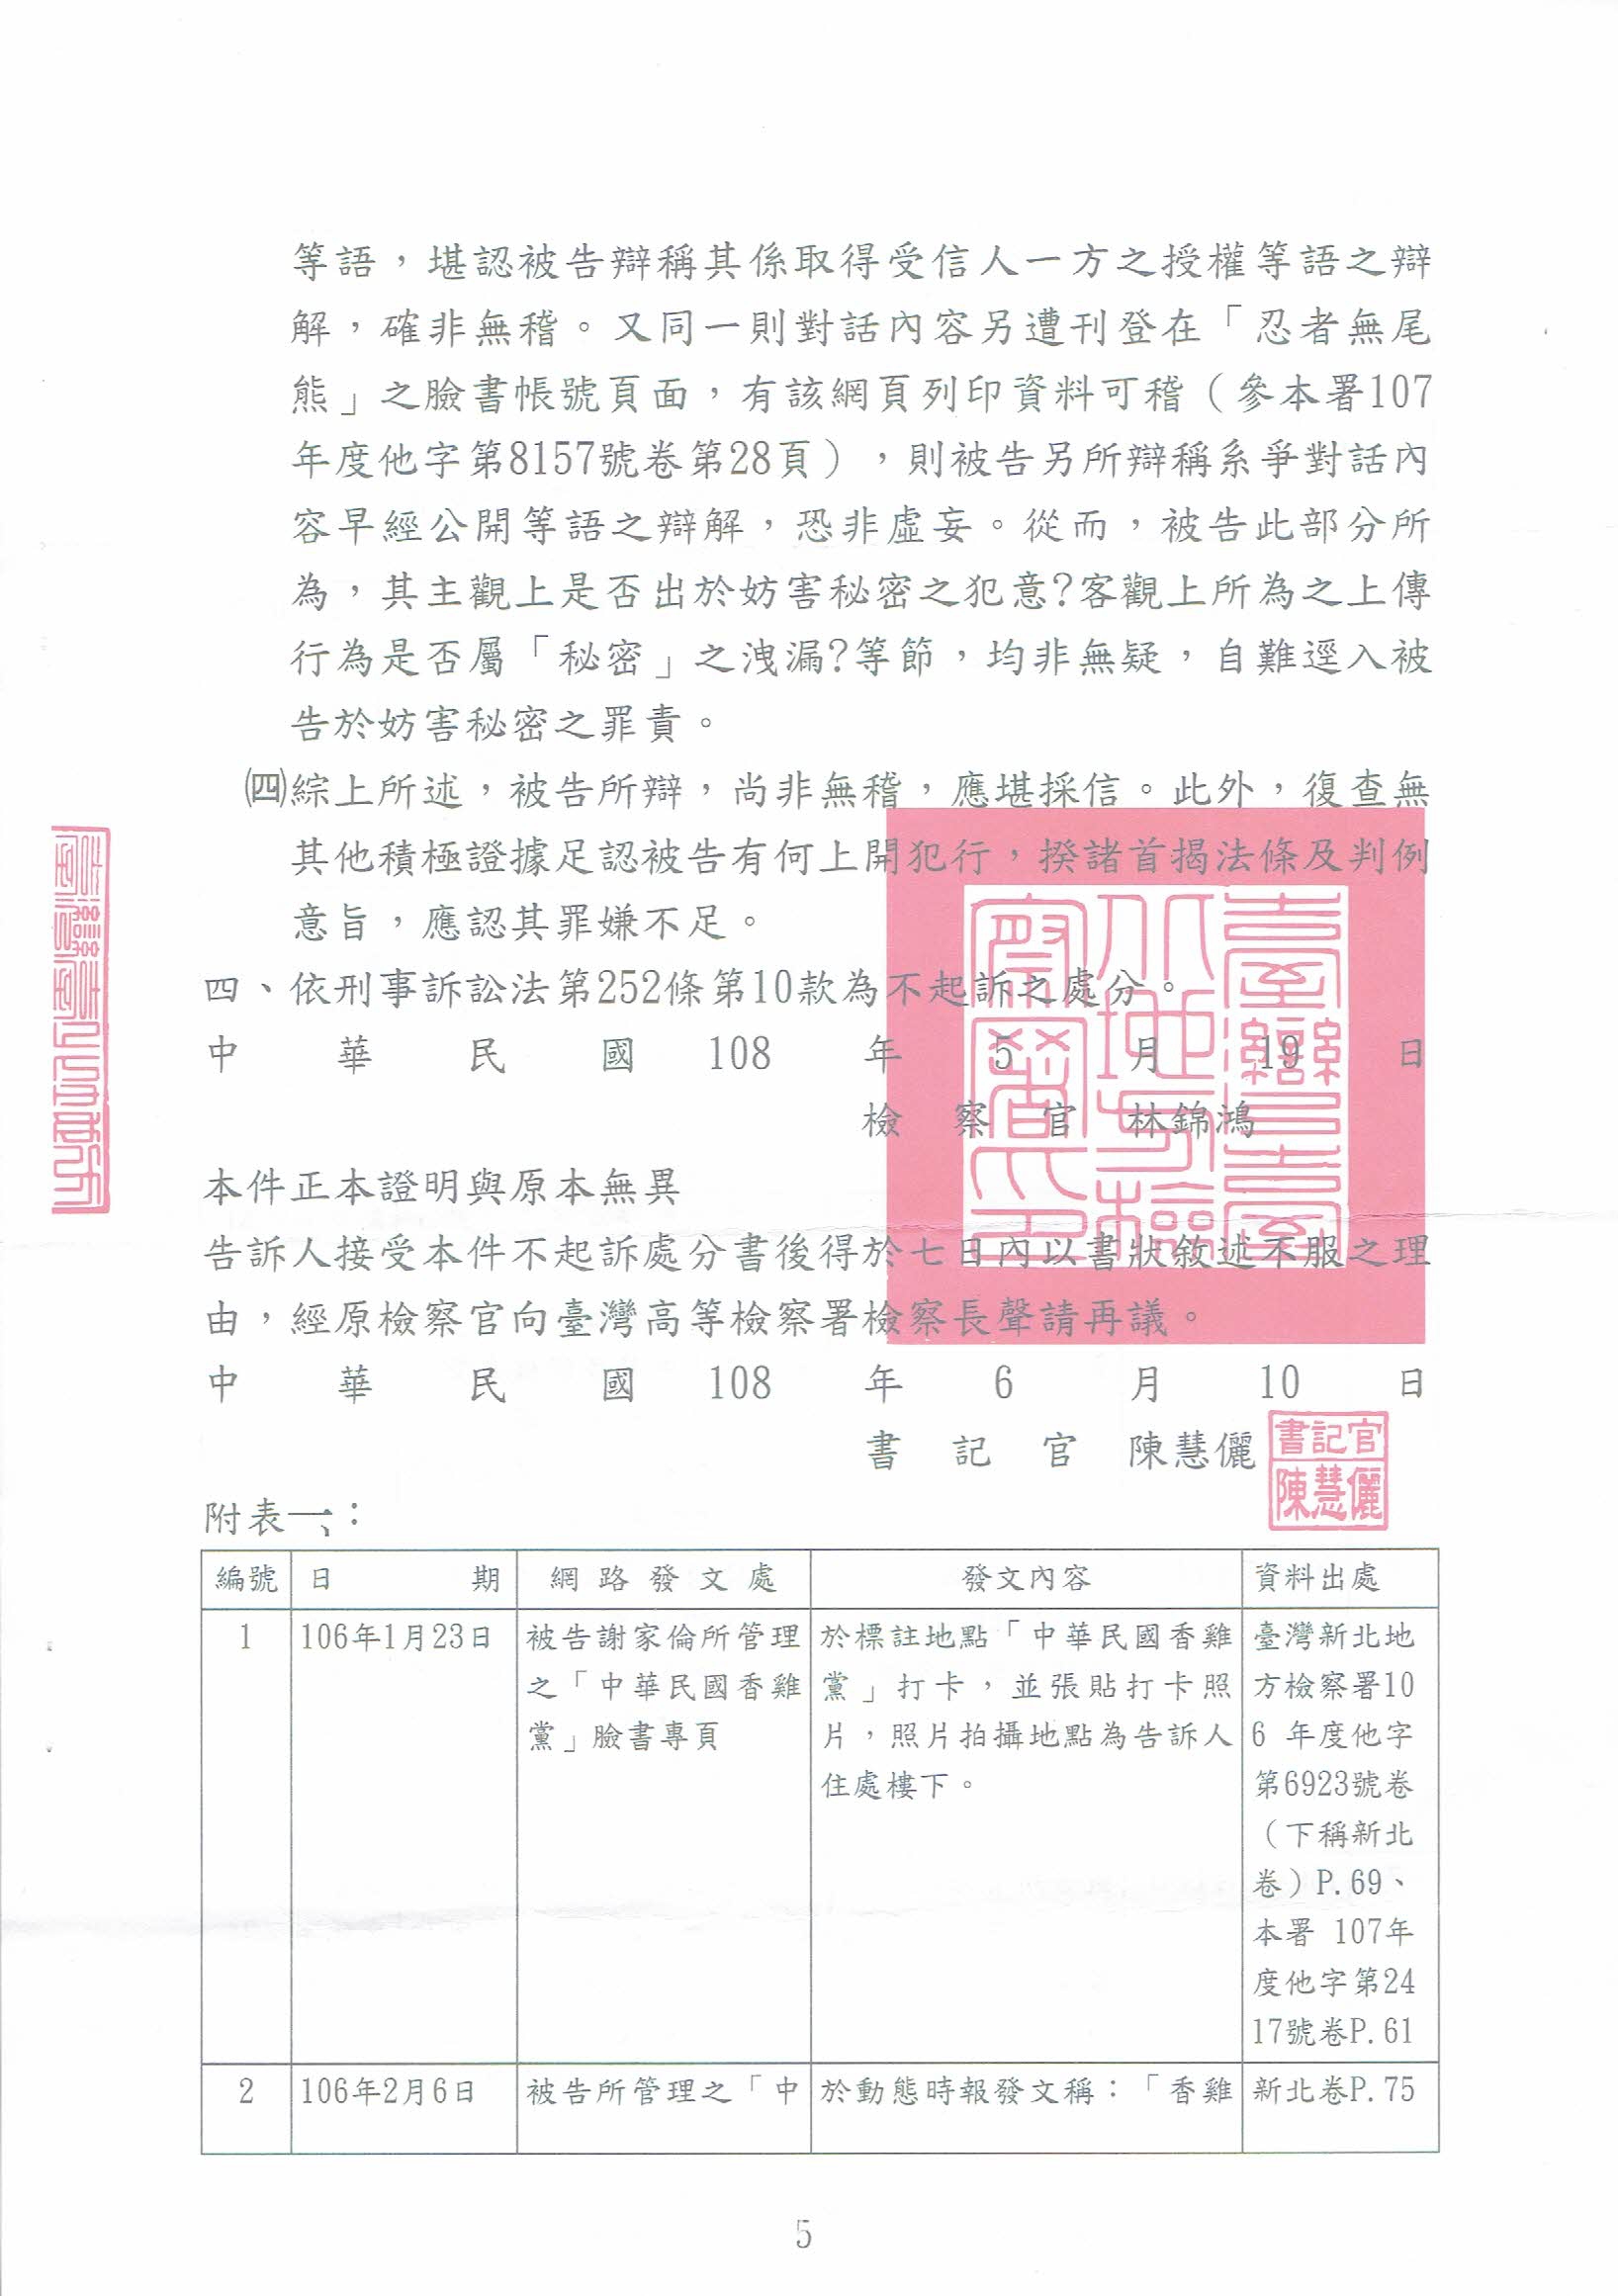 等語，堪認被告辯稱其係取得受信人一方之授權等語之辯
解，確非無稽。又同一則對話內容另遭刊登在「忍者無尾
熊」之臉書帳號頁面，有該網頁列印資料可稽（參本署107
年度他字第8157號卷第28頁），則被告另所辯稱系爭對話內
容早經公開等語之辯解，恐非虛妄。從而，被告此部分所
為，其主觀上是否出於妨害秘密之犯意?客觀上所為之上傳
行為是否屬「秘密」之洩漏?等節，均非無疑，自難逕入被
告於妨害秘密之罪責。
㈣綜上所述，被告所辯，尚非無稽，應堪採信。此外，復查無
其他積極證據足認被告有何上開犯行，揆諸首揭法條及判例
意旨，應認其罪嫌不足。
四、依刑事訴訟法第252條第10款為不起訴之處分。
中華民國108年5月19日
檢察官 林錦鴻
本件正本證明與原本無異
告訴人接受本件不起訴處分書後得於七日內以書狀敘述不服之理
由，經原檢察官向臺灣高等檢察署檢察長聲請再議。
中華民國108年6月10日
書記官 陳慧儷
書記官
陳慧儷
臺灣臺
北地方檢
察署印
附表一、：
編號 日期 網路發文處 發文內容 資料出處
1 106年1月23日 被告謝家倫所管理 於標註地點「中華民國香雞 臺灣新北地
之「中華民國香雞 黨」打卡，並張貼打卡照 方檢察署10
黨」臉書專頁 片，照片拍攝地點為告訴人 6 年度他字
住處樓下。 第6923號卷
（下稱新北
卷）P.69、
本署 107年
度他字第24
17號卷P.61
2 106年2月6日 被告所管理之「中 於動態時報發文稱：「香雞 新北卷P.75
5